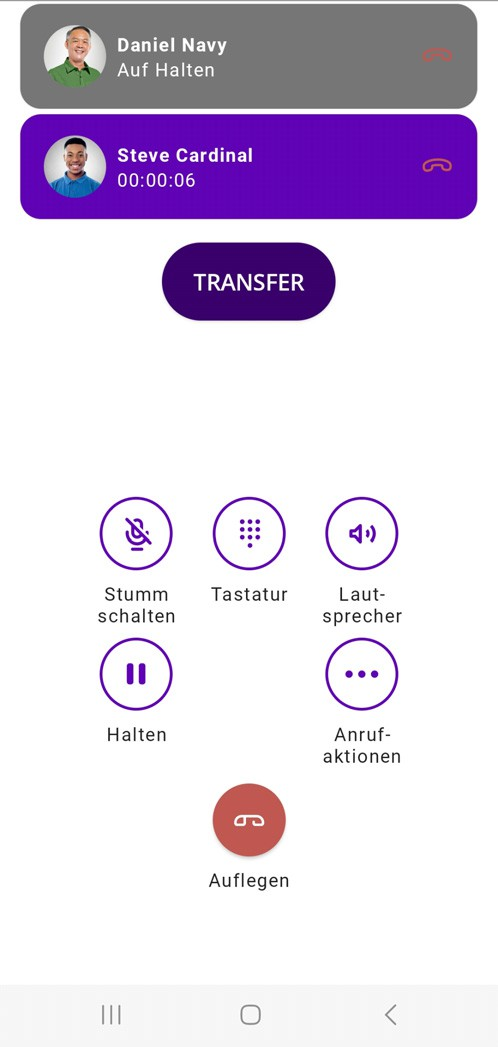 Daniel Navy
Auf Halten
Steve Cardinal
00:00:06
TRANSFER
Stumm
schalten
Tastatur
Laut-
sprecher
Halten
Anruf-
aktionen
Auflegen